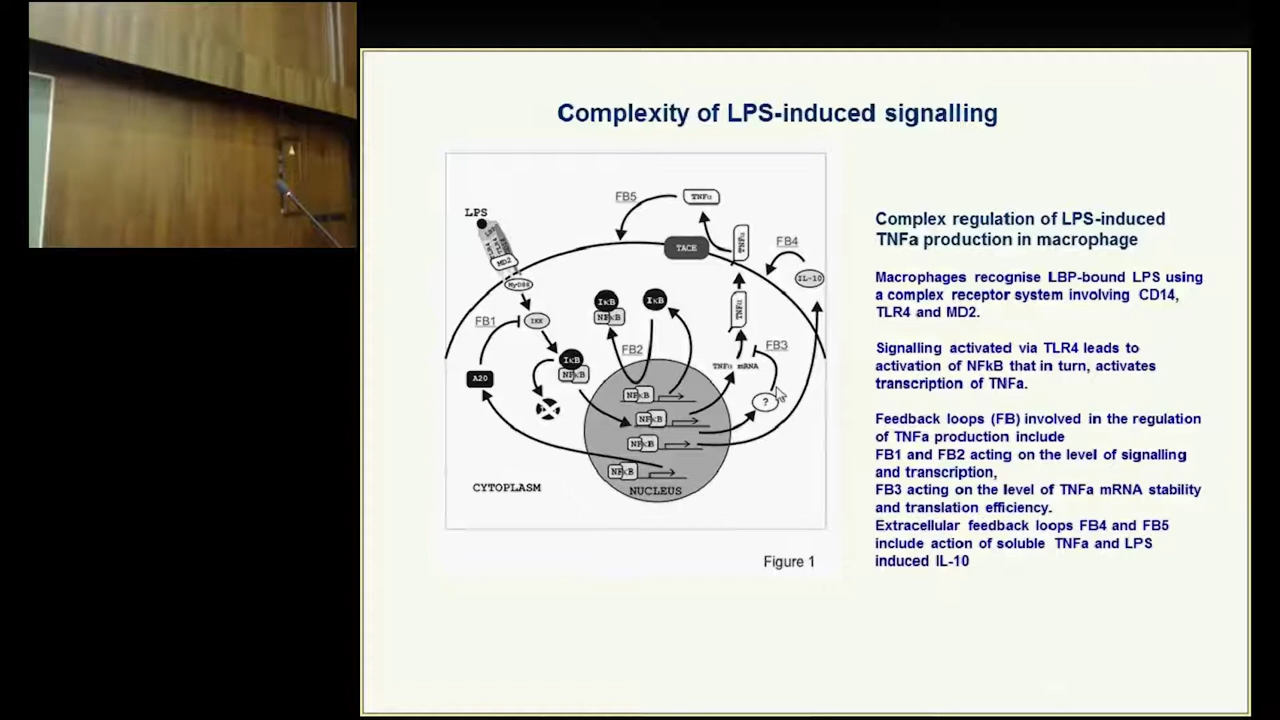 Complexity of LPS-induced signalling
FB5
TNFα
LPS
TACE
TNFα
FB4
MD2
IL-10
MyD88
IκB
IκB
NFκB
TNFα
FB1
IKK
FB2
FB3
IκB
NFκB
TNFα mRNA
A20
NFκB
?
NFκB
NFκB
NFκB
CYTOPLASM
NUCLEUS
Figure 1
Complex regulation of LPS-induced
TNFa production in macrophage
Macrophages recognise LBP-bound LPS using
a complex receptor system involving CD14,
TLR4 and MD2.
Signalling activated via TLR4 leads to
activation of NFkB that in turn, activates
transcription of TNFa.
Feedback loops (FB) involved in the regulation
of TNFa production include
FB1 and FB2 acting on the level of signalling
and transcription,
FB3 acting on the level of TNFa mRNA stability
and translation efficiency.
Extracellular feedback loops FB4 and FB5
include action of soluble TNFa and LPS
induced IL-10